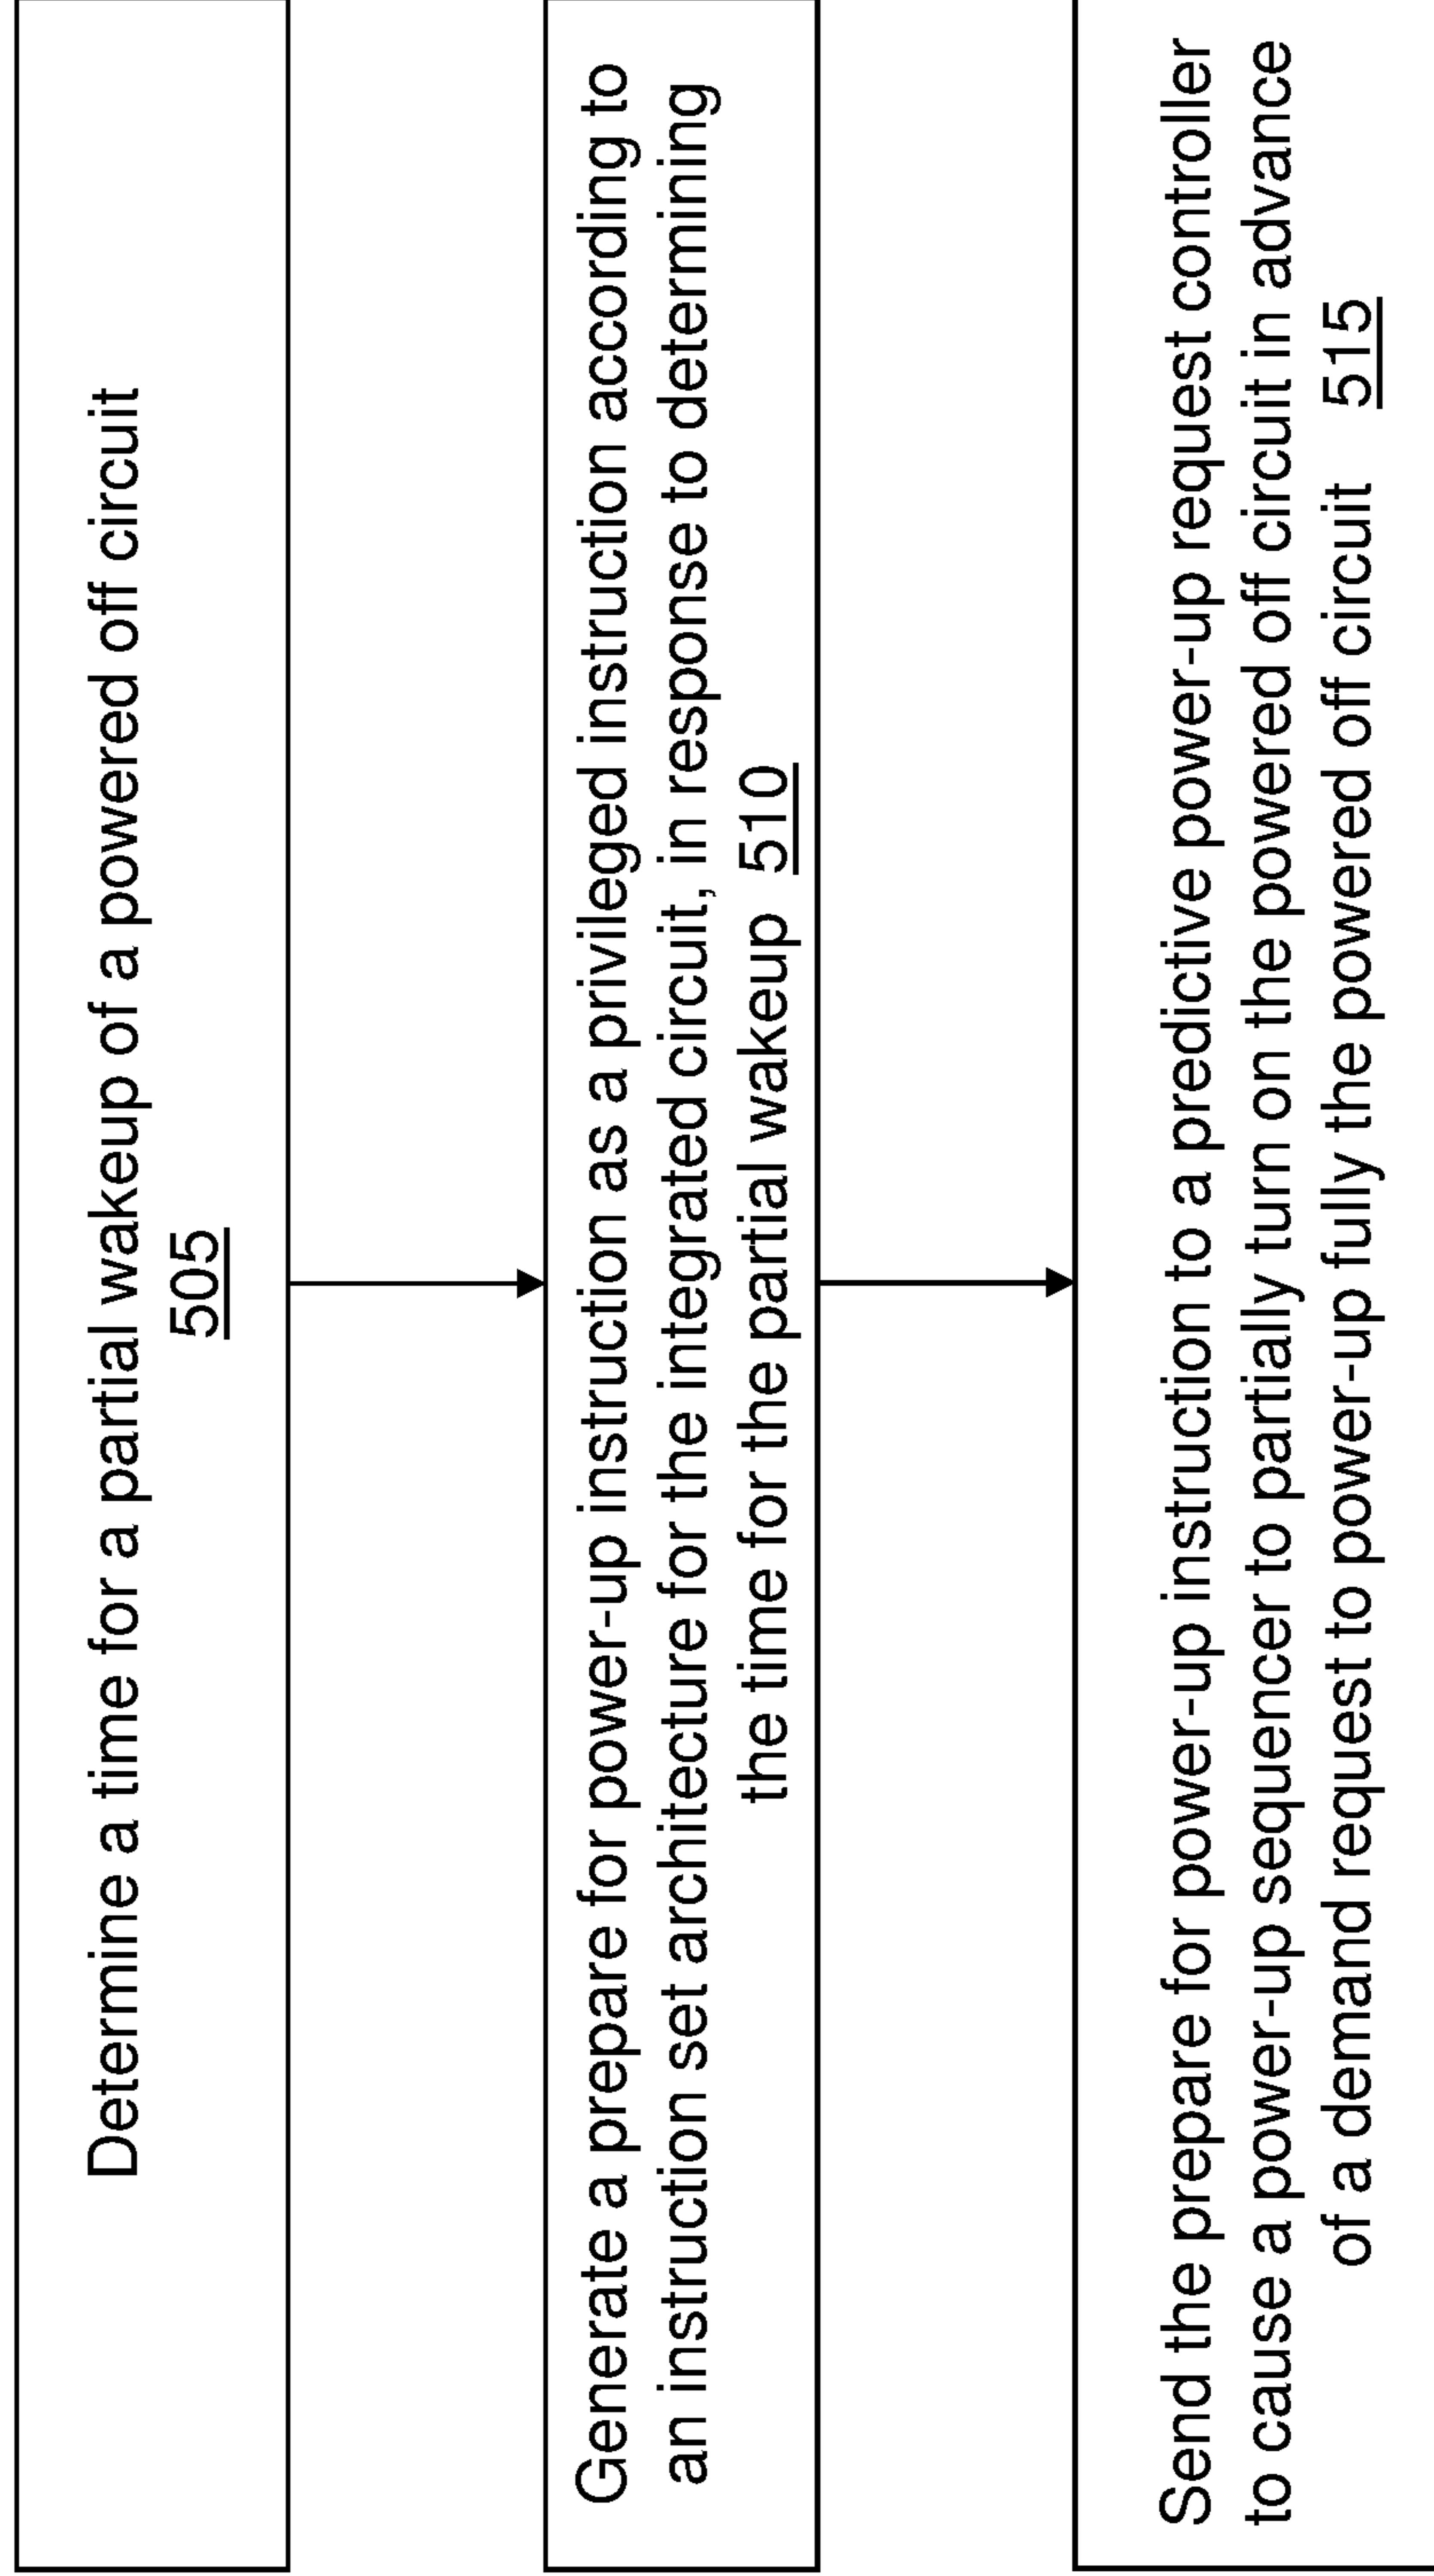 Determine a time for a partial wakeup of a powered off circuit
505
Generate a prepare for power-up instruction as a privileged instruction according to
an instruction set architecture for the integrated circuit, in response to determining
the time for the partial wakeup 510
Send the prepare for power-up instruction to a predictive power-up request controller
to cause a power-up sequencer to partially turn on the powered off circuit in advance
of a demand request to power-up fully the powered off circuit 515